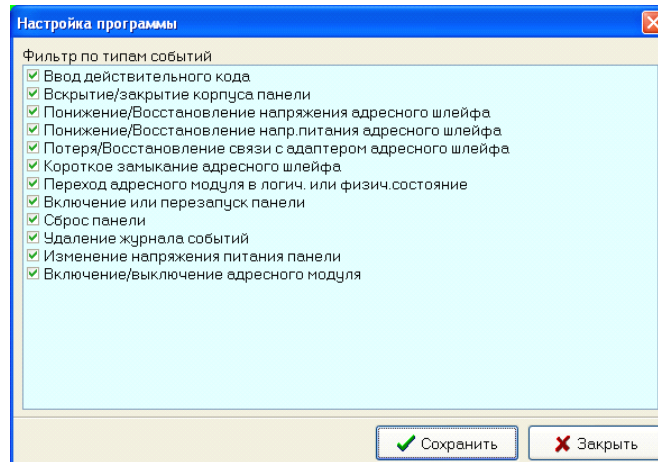 Настройка программы
Фильтр по типам событий
Ввод действительного кода
Вскрытие/закрытие корпуса панели
Понижение/Восстановление напряжения адресного шлейфа
Понижение/Восстановление напр.питания адресного шлейфа
Потеря/Восстановление связи с адаптером адресного шлейфа
Короткое замыкание адресного шлейфа
Переход адресного модуля в логич. или физич.состояние
Включение или перезапуск панели
Сброс панели
Удаление журнала событий
Изменение напряжения питания панели
Включение/выключение адресного модуля
Сохранить Закрыть